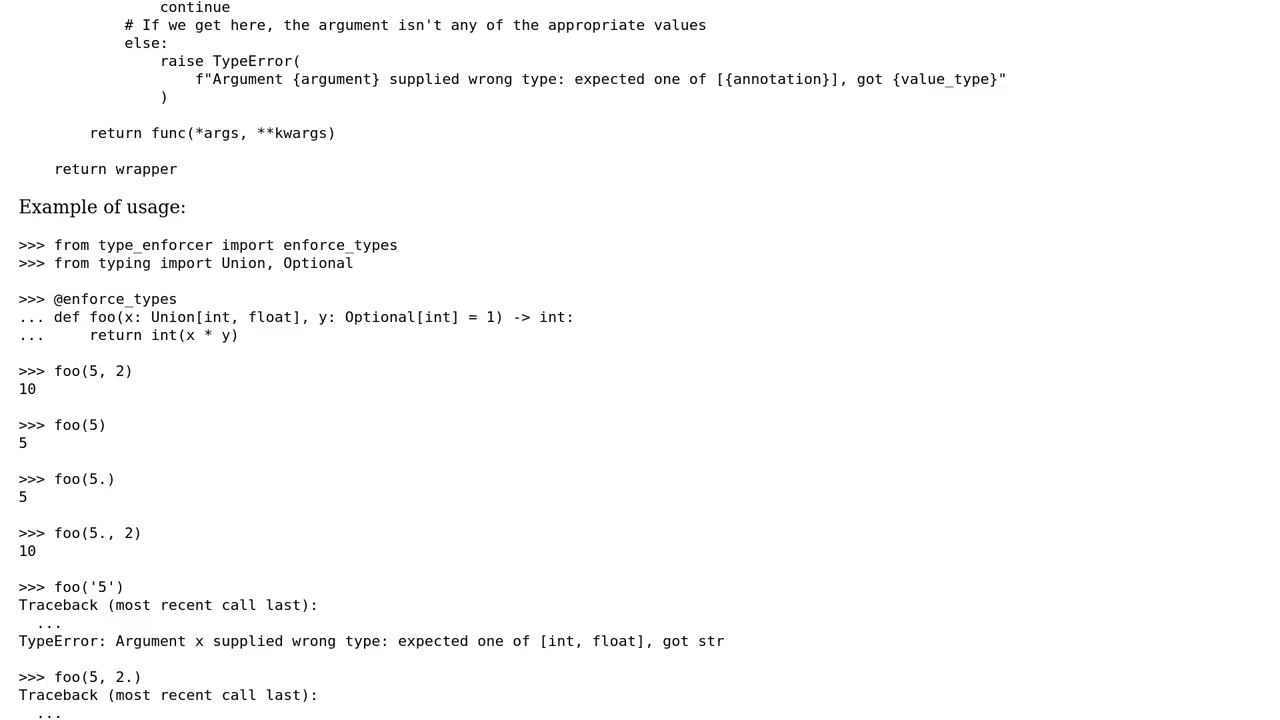 continue
# If we get here, the argument isn't any of the appropriate values
else:
raise TypeError(
f"Argument {argument} supplied wrong type: expected one of [{annotation}], got {value_type}"
)
return func(*args, **kwargs)
return wrapper
Example of usage:
>>> from type_enforcer import enforce_types
>>> from typing import Union, Optional
>>> @enforce_types
... def foo(x: Union[int, float], y: Optional[int] = 1) -> int:
...     return int(x * y)
>>> foo(5, 2)
10
>>> foo(5)
5
>>> foo(5.)
5
>>> foo(5., 2)
10
>>> foo('5')
Traceback (most recent call last):
...
TypeError: Argument x supplied wrong type: expected one of [int, float], got str
>>> foo(5, 2.)
Traceback (most recent call last):
...